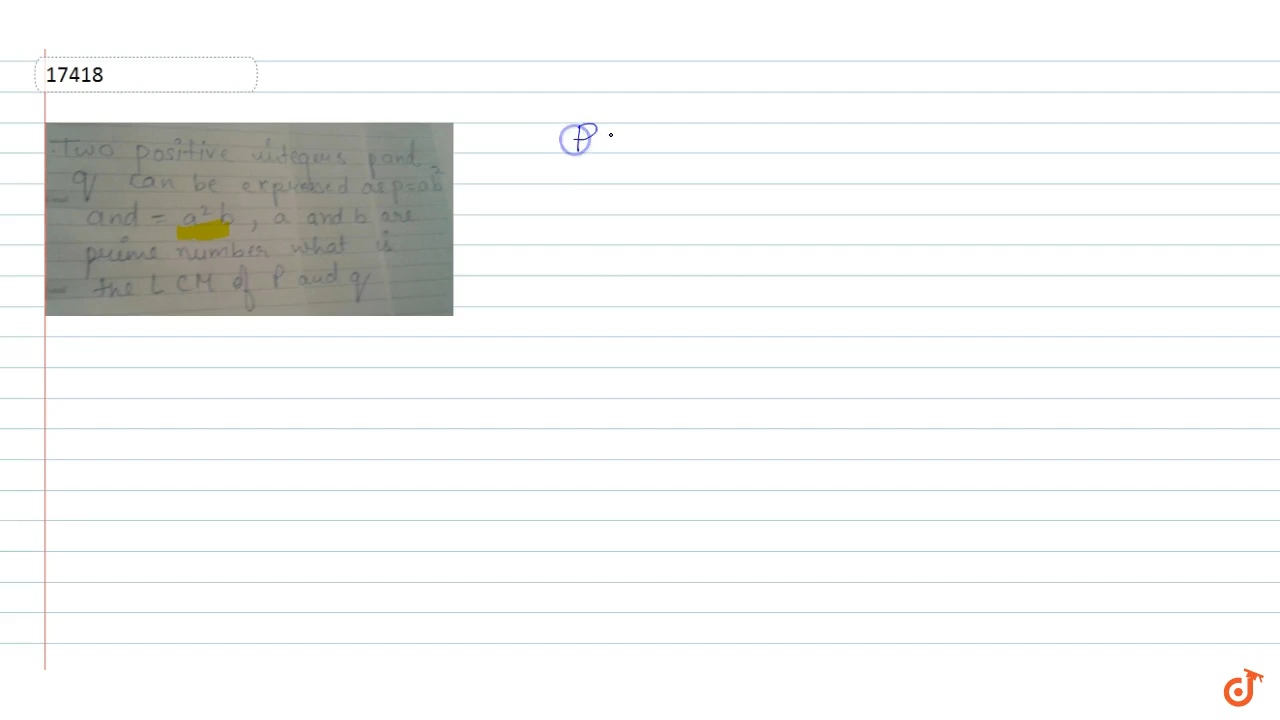 17418
Two positive integers p and
q can be expressed as p=ab²
and = a²b, a and b are
prime number what is
the LCM of P and q
P